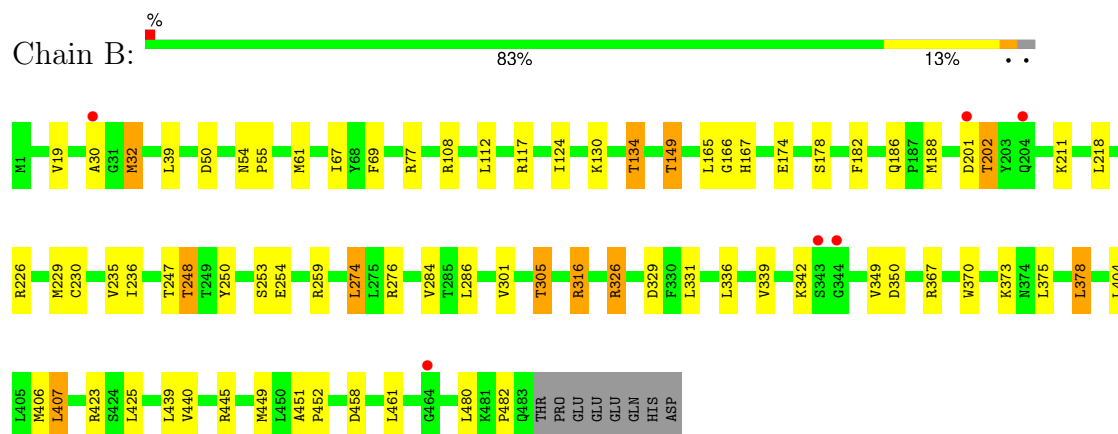 %
Chain B:
83% 13% • •
M1 V19 A30 G31 M32 L39 D50 N54 P55 M61 I67 Y68 F69 R77 R108 L112 R117 I124 K130 T134 T149 L165 G166 H167 E174 S178 F182 Q186 P187 M188 D201 T202 Y203 Q204 K211 L218
R226 M229 C230 V235 I236 T247 T248 T249 Y250 S253 E254 R259 L274 L275 R276 V284 T285 L286 V301 T305 R316 R326 D329 F330 L331 L336 V339 K342 S343 G344 V349 D350 R367 W370 K373 N374 L375 L378 L404
L405 M406 L407 R423 S424 L425 L439 V440 R445 M449 L450 A451 P452 D458 L461 G464 L480 K481 P482 Q483 THR PRO GLU GLU GLU GLN HIS ASP